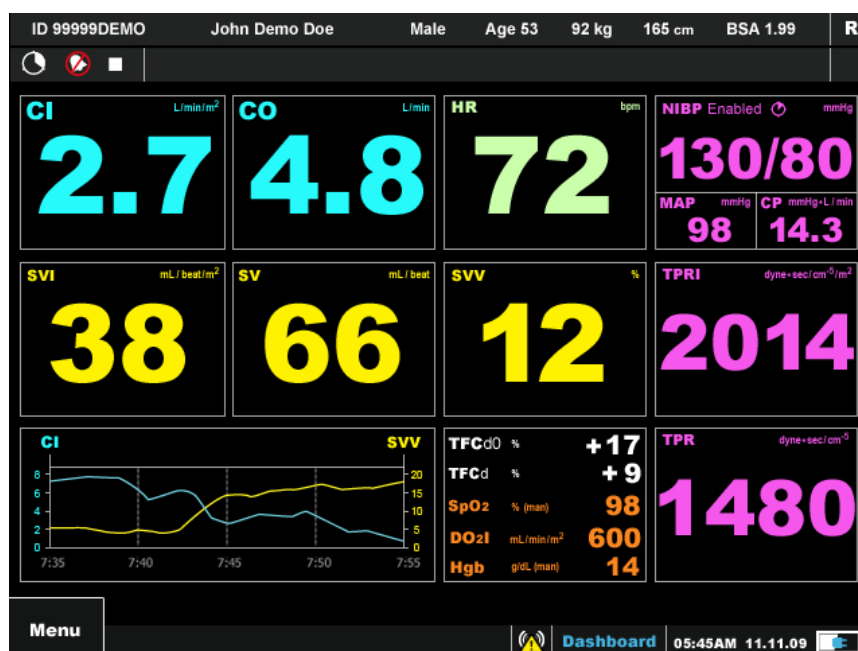 ID 99999DEMO John Demo Doe Male Age 53 92 kg 165 cm BSA 1.99 R
CI L/min/m²
2.7
CO L/min
4.8
HR bpm
72
NIBP Enabled mmHg
130/80
MAP mmHg
98
CP mmHg*L/min
14.3
SVI mL/beat/m²
38
SV mL/beat
66
SVV %
12
TPRI dyne•sec/cm⁻⁵/m²
2014
CI SVV
8 20
6 15
4 10
2 5
0 0
7:35 7:40 7:45 7:50 7:55
TFCd0 % +17
TFCd % +9
SpO2 % (man) 98
DO2I mL/min/m² 600
Hgb g/dL (man) 14
TPR dyne•sec/cm⁻⁵
1480
Menu
Dashboard 05:45AM 11.11.09